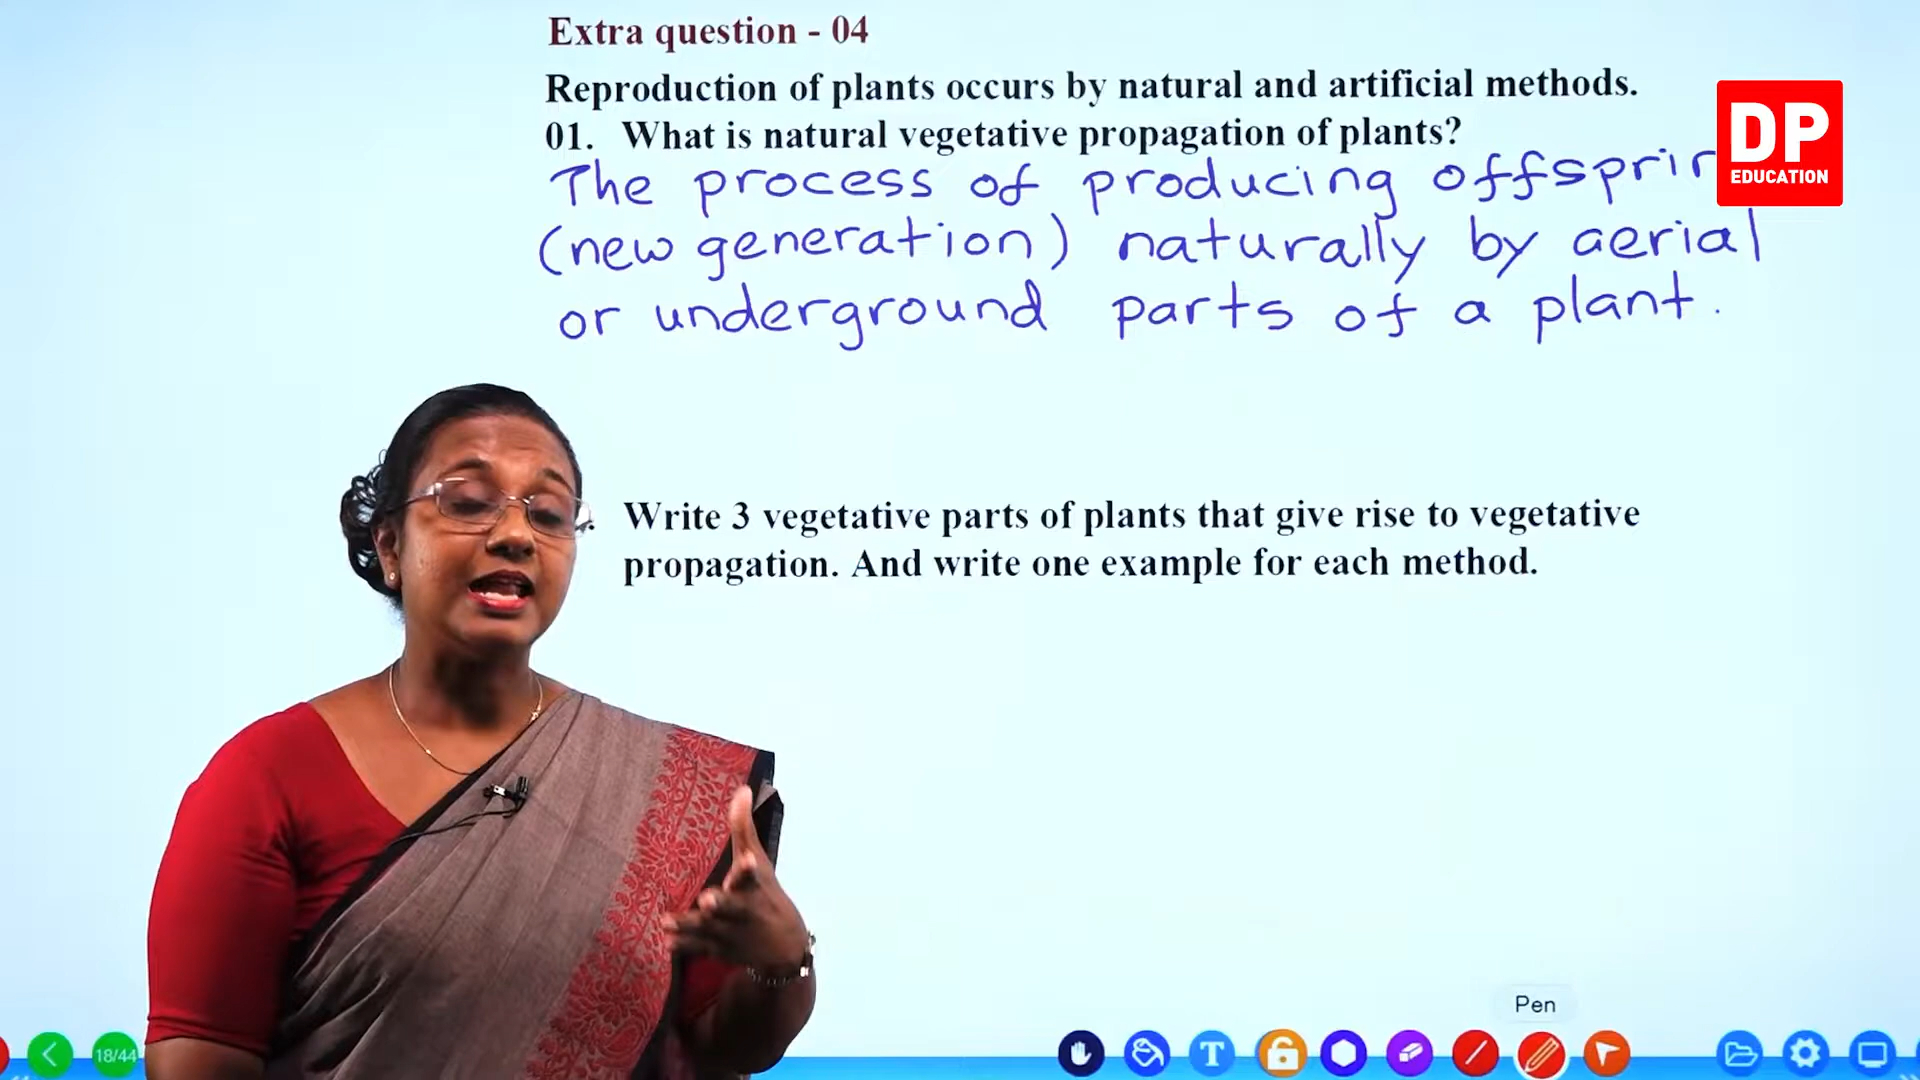 Extra question - 04
Reproduction of plants occurs by natural and artificial methods.
01. What is natural vegetative propagation of plants?
The process of producing offsprin
(new generation) naturally by aerial
or underground parts of a plant.
DP
EDUCATION
. Write 3 vegetative parts of plants that give rise to vegetative
propagation. And write one example for each method.
Pen
18/44
T